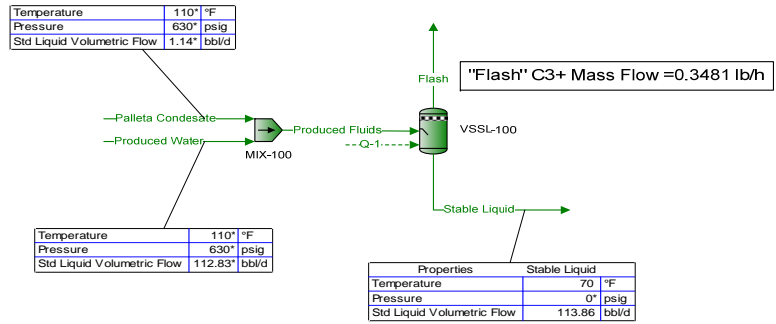 Temperature 110* °F
Pressure 630* psig
Std Liquid Volumetric Flow 1.14* bbl/d
Flash
"Flash" C3+ Mass Flow =0.3481 lb/h
Palleta Condesate
Produced Water
MIX-100
Produced Fluids
Q-1
VSSL-100
Stable Liquid
Temperature 110* °F
Pressure 630* psig
Std Liquid Volumetric Flow 112.83* bbl/d
Properties Stable Liquid
Temperature 70 °F
Pressure 0* psig
Std Liquid Volumetric Flow 113.86 bbl/d